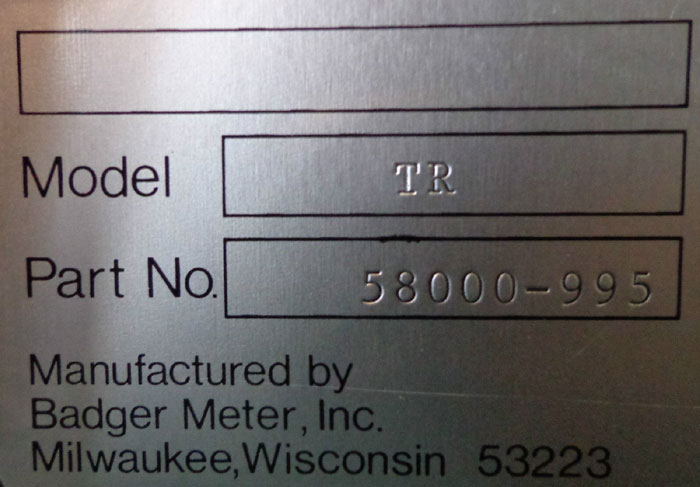 Model TR
Part No. 58000-995
Manufactured by
Badger Meter, Inc.
Milwaukee, Wisconsin 53223